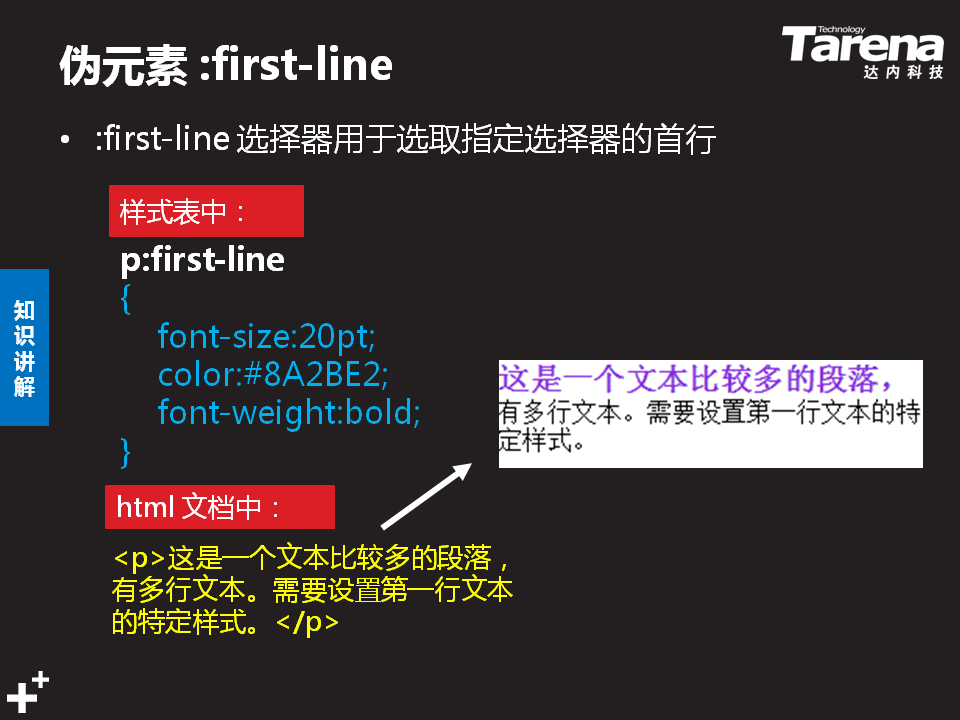 伪元素 :first-line
Technology
Tarena
达内科技
• :first-line 选择器用于选取指定选择器的首行
样式表中：
p:first-line
{
font-size:20pt;
color:#8A2BE2;
font-weight:bold;
}
知识讲解
这是一个文本比较多的段落，
有多行文本。需要设置第一行文本的特
定样式。
html 文档中：
<p>这是一个文本比较多的段落，
有多行文本。需要设置第一行文本
的特定样式。</p>